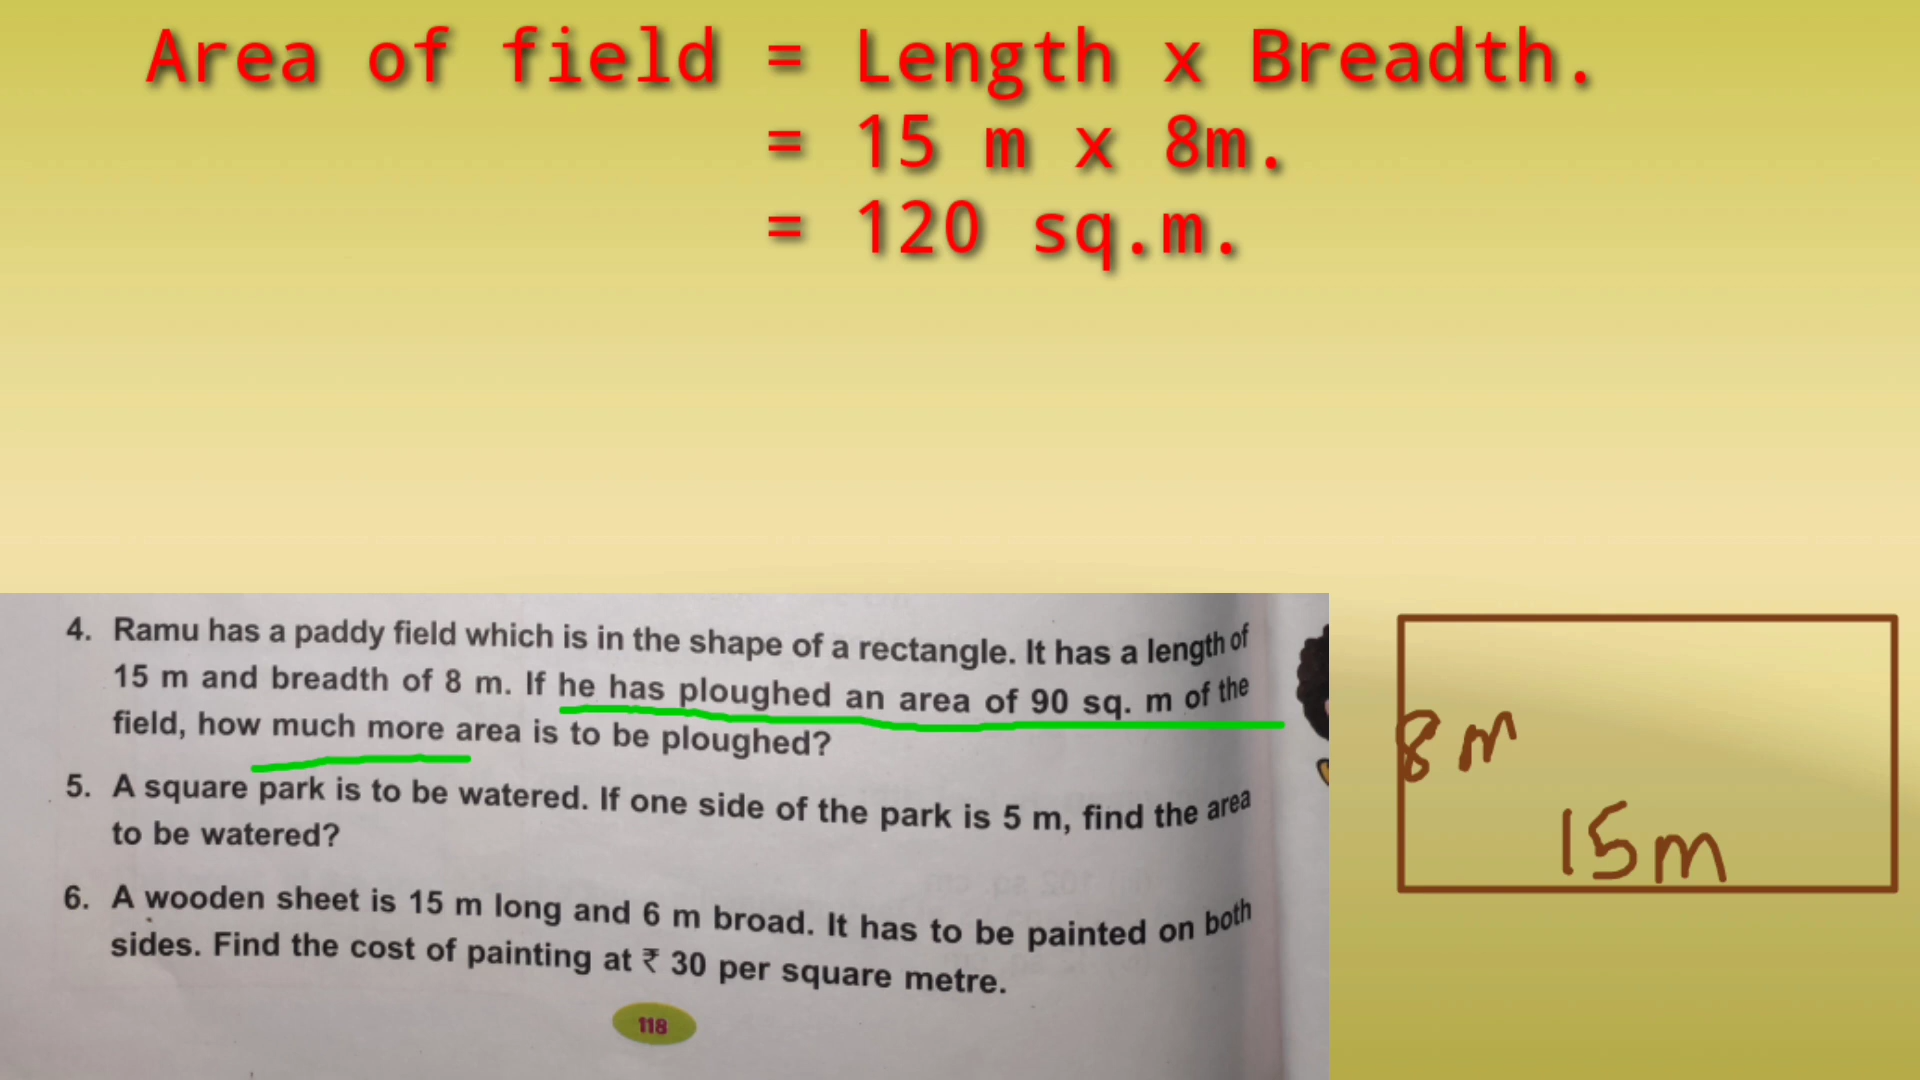 Area of field = Length x Breadth.
= 15 m x 8m.
= 120 sq.m.
4. Ramu has a paddy field which is in the shape of a rectangle. It has a length of
15 m and breadth of 8 m. If he has ploughed an area of 90 sq. m of the
field, how much more area is to be ploughed?
5. A square park is to be watered. If one side of the park is 5 m, find the area
to be watered?
6. A wooden sheet is 15 m long and 6 m broad. It has to be painted on both
sides. Find the cost of painting at ₹ 30 per square metre.
118
8 m
15 m